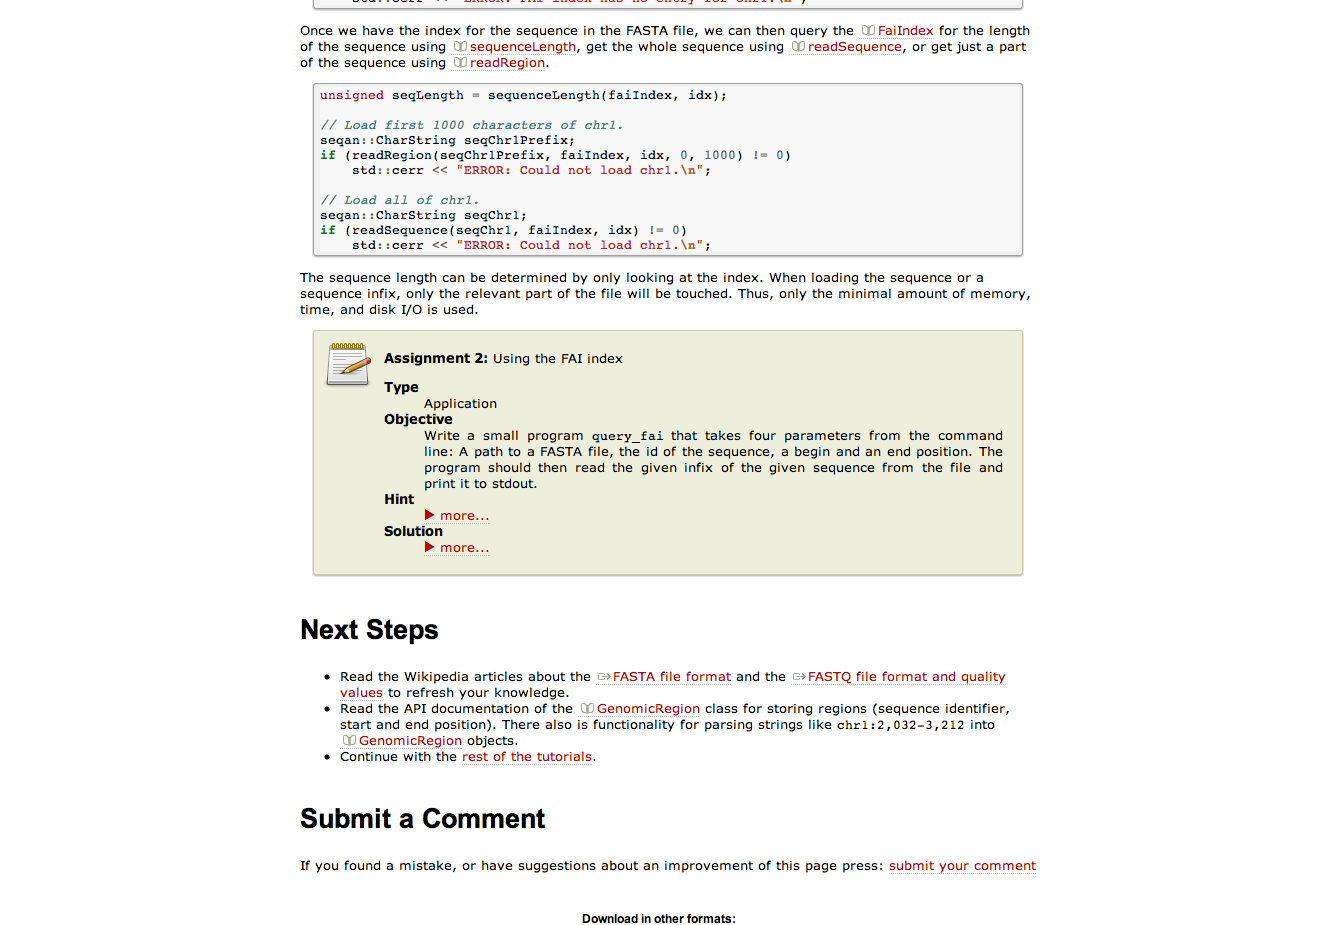 Once we have the index for the sequence in the FASTA file, we can then query the FaiIndex for the length
of the sequence using sequenceLength, get the whole sequence using readSequence, or get just a part
of the sequence using readRegion.
unsigned seqLength = sequenceLength(faiIndex, idx);
// Load first 1000 characters of chr1.
seqan::CharString seqChr1Prefix;
if (readRegion(seqChr1Prefix, faiIndex, idx, 0, 1000) != 0)
    std::cerr << "ERROR: Could not load chr1.\n";
// Load all of chr1.
seqan::CharString seqChr1;
if (readSequence(seqChr1, faiIndex, idx) != 0)
    std::cerr << "ERROR: Could not load chr1.\n";
The sequence length can be determined by only looking at the index. When loading the sequence or a
sequence infix, only the relevant part of the file will be touched. Thus, only the minimal amount of memory,
time, and disk I/O is used.
Assignment 2: Using the FAI index
Type
Application
Objective
Write a small program query_fai that takes four parameters from the command
line: A path to a FASTA file, the id of the sequence, a begin and an end position. The
program should then read the given infix of the given sequence from the file and
print it to stdout.
Hint
▶ more...
Solution
▶ more...
Next Steps
• Read the Wikipedia articles about the FASTA file format and the FASTQ file format and quality
values to refresh your knowledge.
• Read the API documentation of the GenomicRegion class for storing regions (sequence identifier,
start and end position). There also is functionality for parsing strings like chr1:2,032-3,212 into
GenomicRegion objects.
• Continue with the rest of the tutorials.
Submit a Comment
If you found a mistake, or have suggestions about an improvement of this page press: submit your comment
Download in other formats: